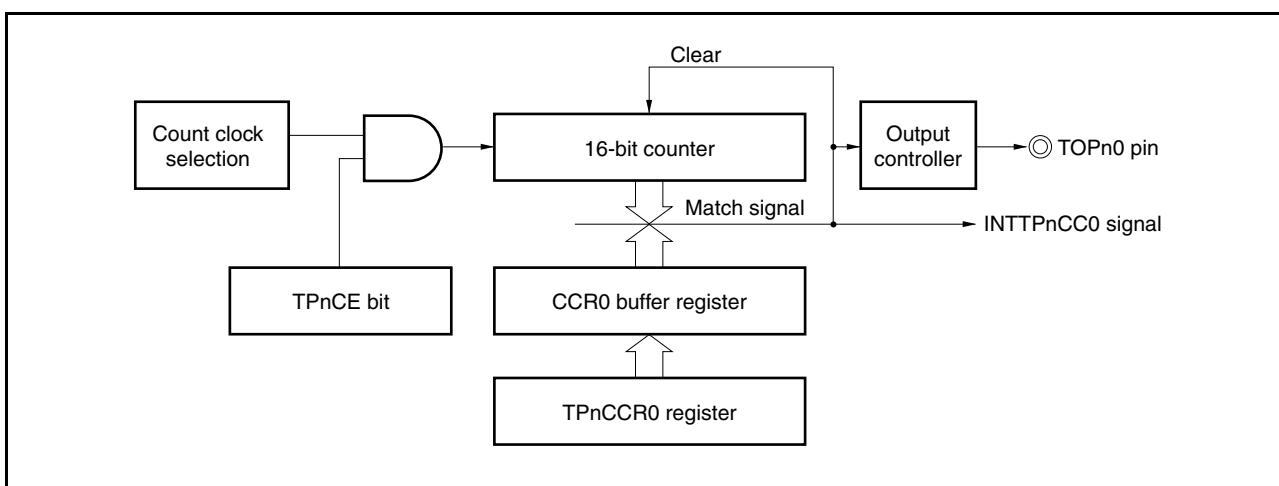 Clear
Count clock
selection
16-bit counter
Output
controller
TOPn0 pin
Match signal
INTTPnCC0 signal
TPnCE bit
CCR0 buffer register
TPnCCR0 register